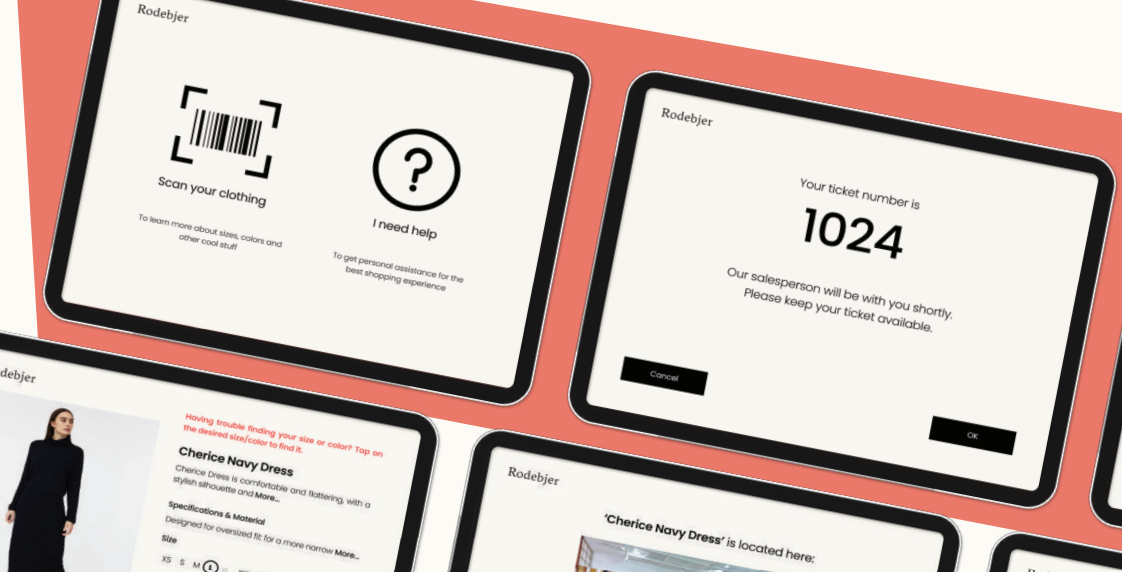 Rodebjer
Scan your clothing
To learn more about sizes, colors and
other cool stuff
I need help
To get personal assistance for the
best shopping experience
Rodebjer
Your ticket number is
1024
Our salesperson will be with you shortly.
Please keep your ticket available.
Cancel
OK
debjer
Having trouble finding your size or color? Tap on
the desired size/color to find it.
Cherice Navy Dress
Cherice Dress is comfortable and flattering, with a
stylish silhouette and More...
Specifications & Material
Designed for oversized fit: for a more narrow More...
Size
XS S M L
Rodebjer
'Cherice Navy Dress' is located here: